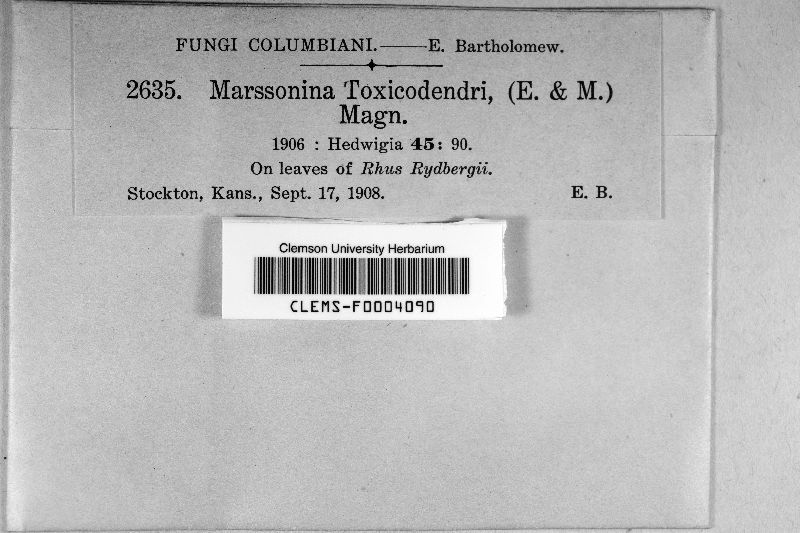 FUNGI COLUMBIANI.——E. Bartholomew.
2635. Marssonina Toxicodendri, (E. & M.)
Magn.
1906 : Hedwigia 45: 90.
On leaves of Rhus Rydbergii.
Stockton, Kans., Sept. 17, 1908. E. B.
Clemson University Herbarium
CLEMS-F0004090